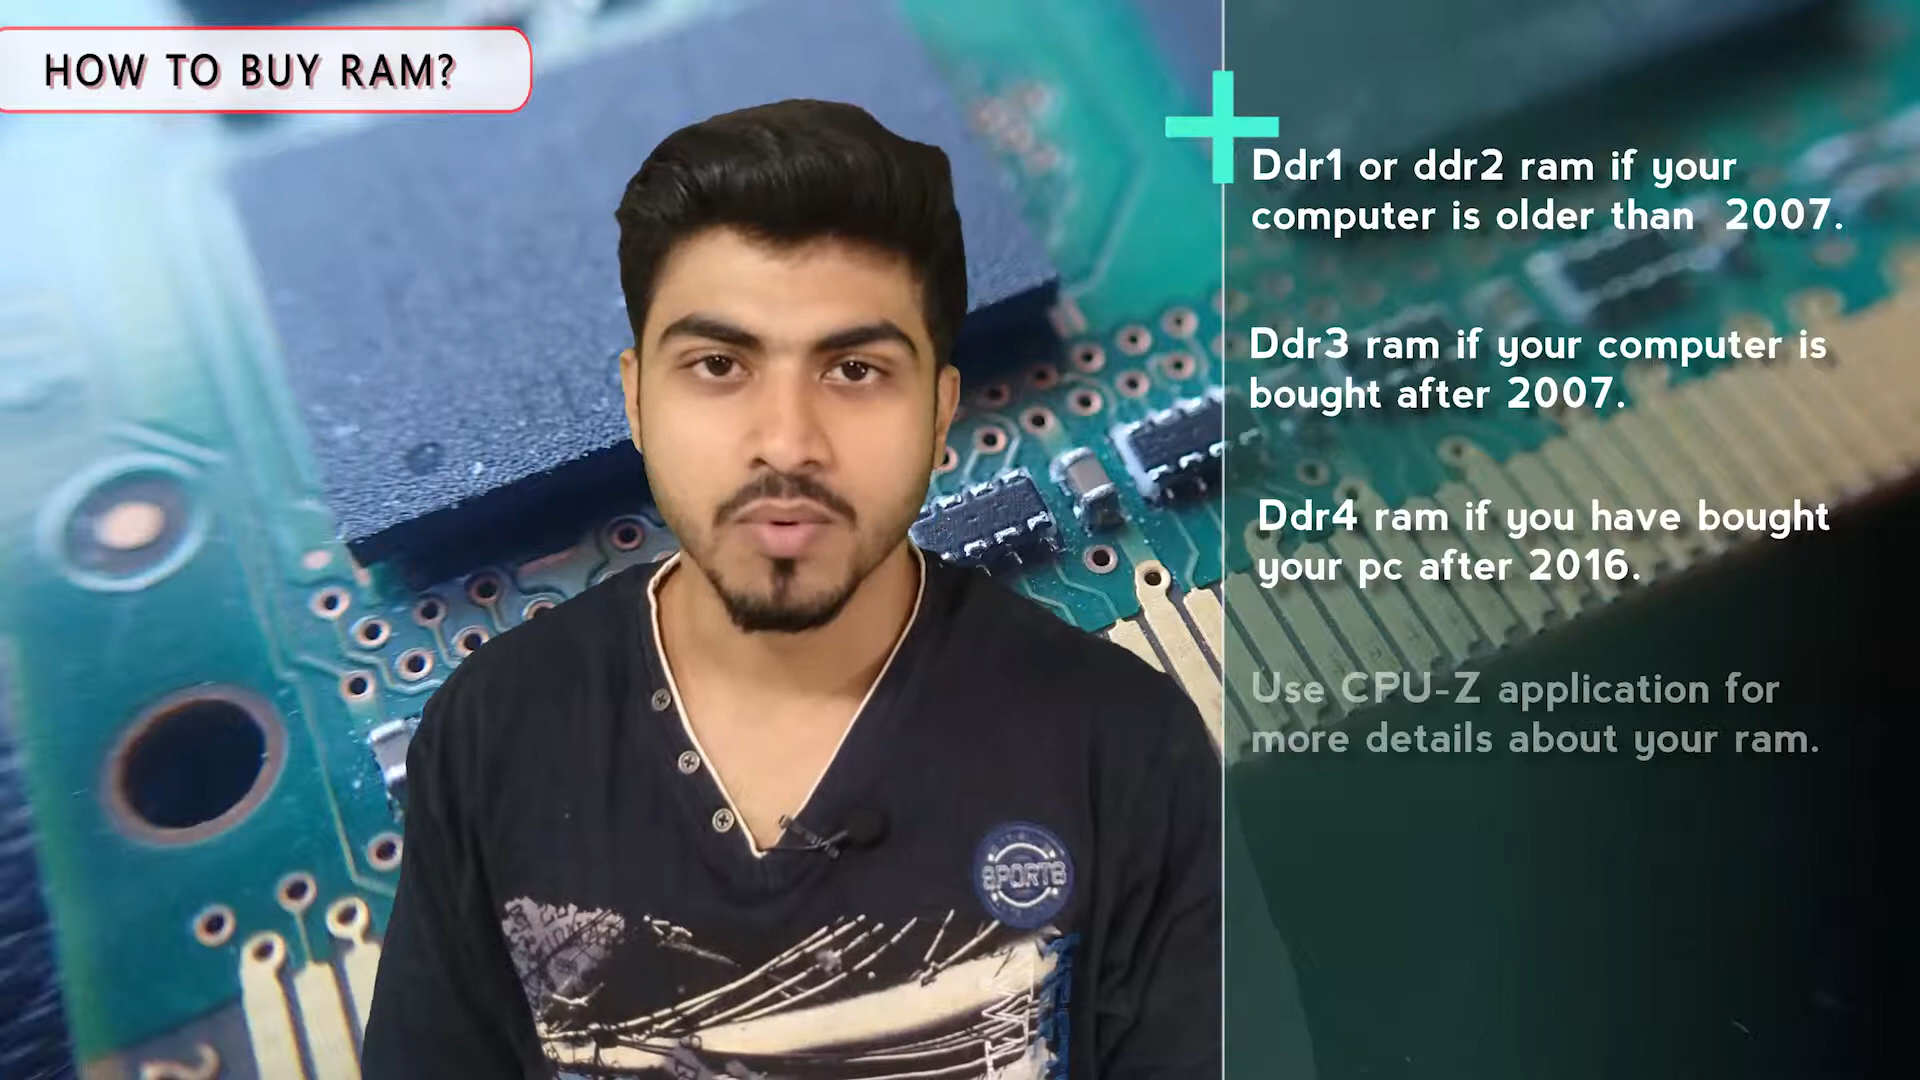 HOW TO BUY RAM?
Ddr1 or ddr2 ram if your
computer is older than 2007.
Ddr3 ram if your computer is
bought after 2007.
Ddr4 ram if you have bought
your pc after 2016.
Use CPU-Z application for
more details about your ram.
SPORTS